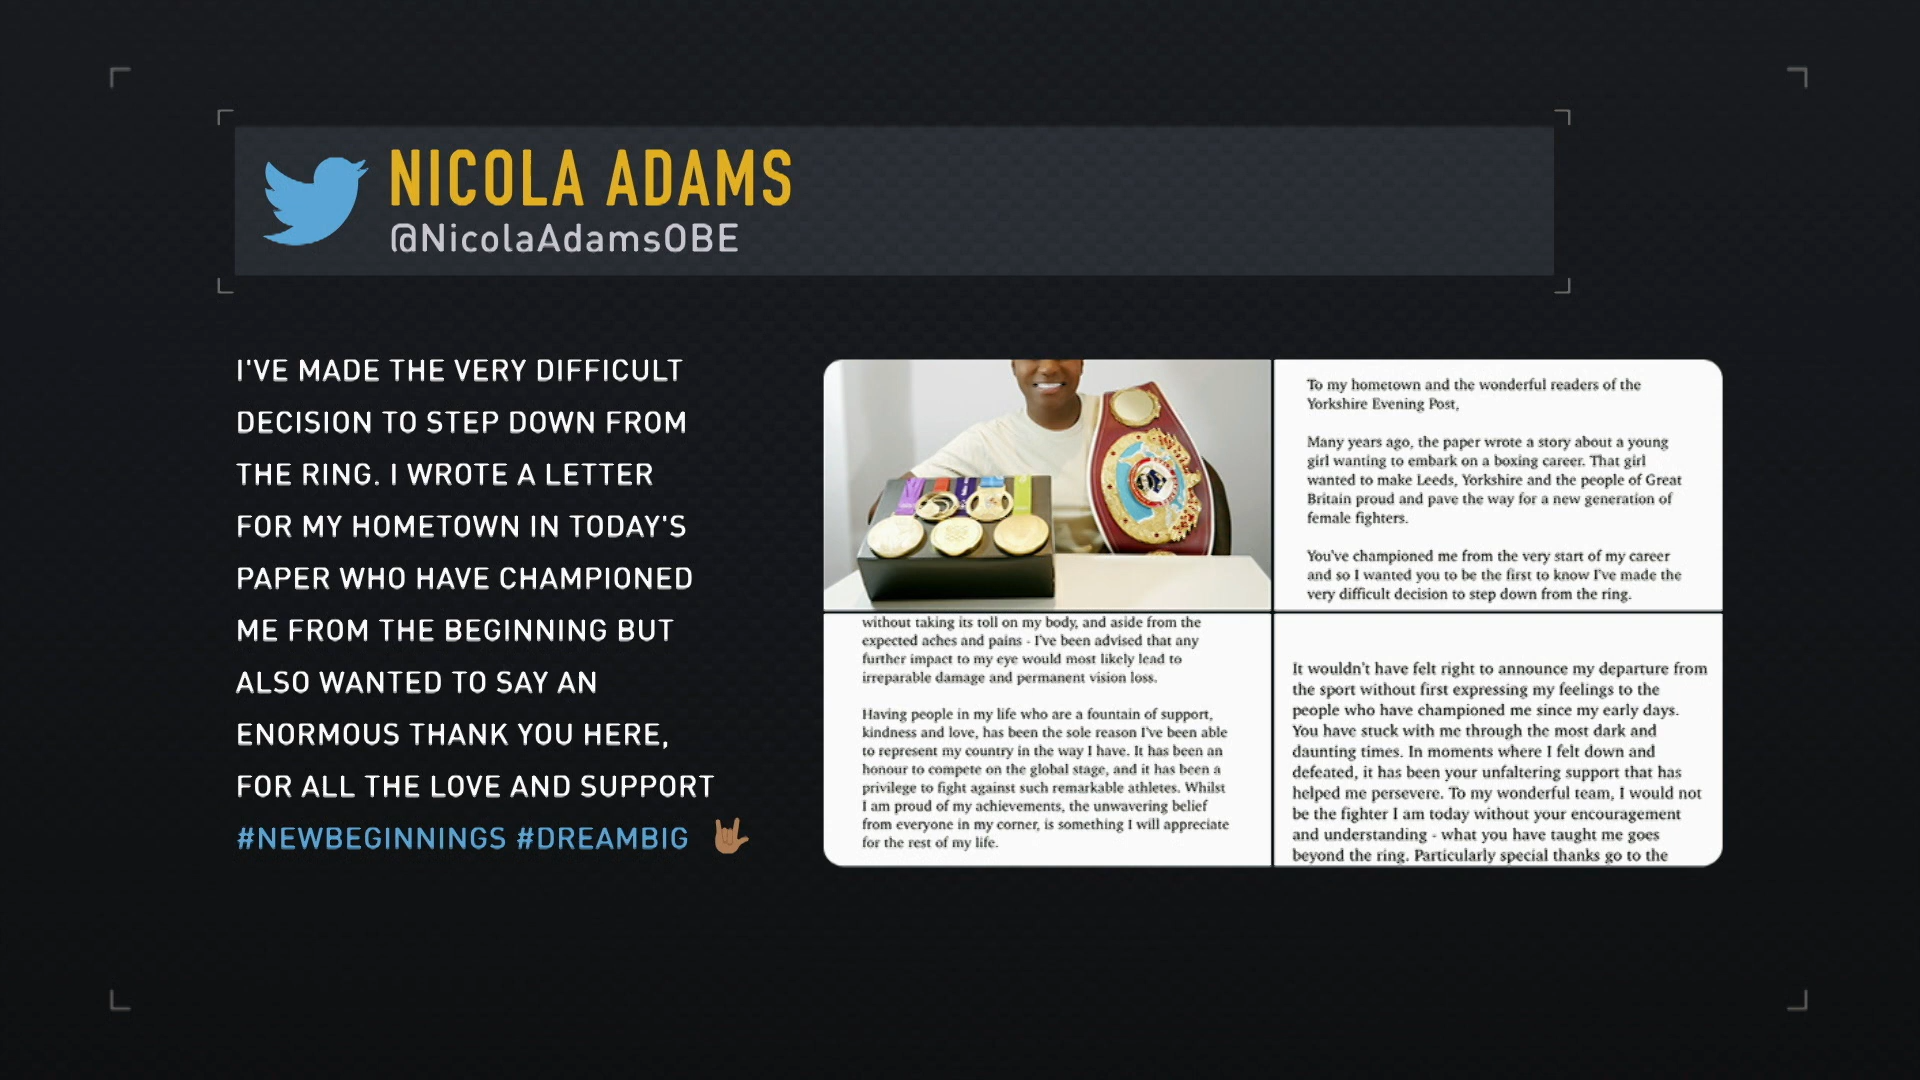 NICOLA ADAMS
@NicolaAdamsOBE
I'VE MADE THE VERY DIFFICULT
DECISION TO STEP DOWN FROM
THE RING. I WROTE A LETTER
FOR MY HOMETOWN IN TODAY'S
PAPER WHO HAVE CHAMPIONED
ME FROM THE BEGINNING BUT
ALSO WANTED TO SAY AN
ENORMOUS THANK YOU HERE,
FOR ALL THE LOVE AND SUPPORT
#NEWBEGINNINGS #DREAMBIG 🤟🏽
To my hometown and the wonderful readers of the
Yorkshire Evening Post,
Many years ago, the paper wrote a story about a young
girl wanting to embark on a boxing career. That girl
wanted to make Leeds, Yorkshire and the people of Great
Britain proud and pave the way for a new generation of
female fighters.
You've championed me from the very start of my career
and so I wanted you to be the first to know I've made the
very difficult decision to step down from the ring.
without taking its toll on my body, and aside from the
expected aches and pains - I've been advised that any
further impact to my eye would most likely lead to
irreparable damage and permanent vision loss.
Having people in my life who are a fountain of support,
kindness and love, has been the sole reason I've been able
to represent my country in the way I have. It has been an
honour to compete on the global stage, and it has been a
privilege to fight against such remarkable athletes. Whilst
I am proud of my achievements, the unwavering belief
from everyone in my corner, is something I will appreciate
for the rest of my life.
It wouldn't have felt right to announce my departure from
the sport without first expressing my feelings to the
people who have championed me since my early days.
You have stuck with me through the most dark and
daunting times. In moments where I felt down and
defeated, it has been your unfaltering support that has
helped me persevere. To my wonderful team, I would not
be the fighter I am today without your encouragement
and understanding - what you have taught me goes
beyond the ring. Particularly special thanks go to the